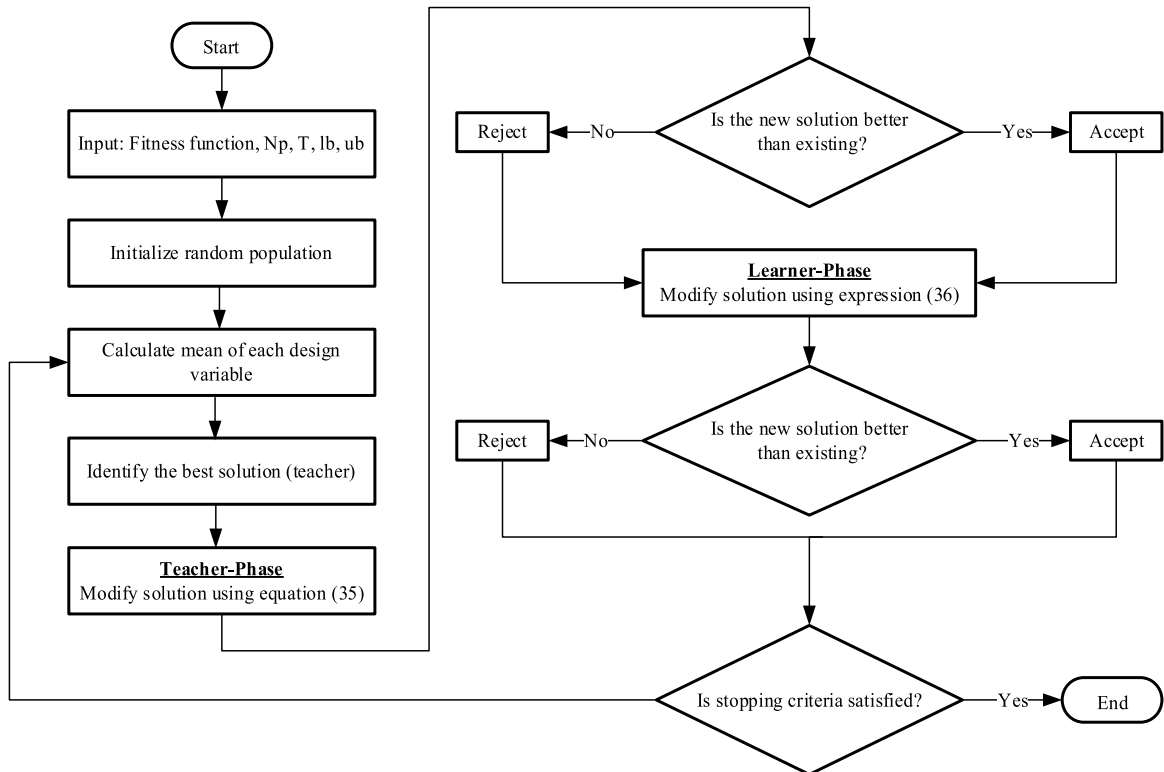 Start
Input: Fitness function, Np, T, lb, ub
Initialize random population
Calculate mean of each design
variable
Identify the best solution (teacher)
Teacher-Phase
Modify solution using equation (35)
Is the new solution better
than existing?
No
Reject
Yes
Accept
Learner-Phase
Modify solution using expression (36)
Is the new solution better
than existing?
No
Reject
Yes
Accept
Is stopping criteria satisfied?
Yes
End